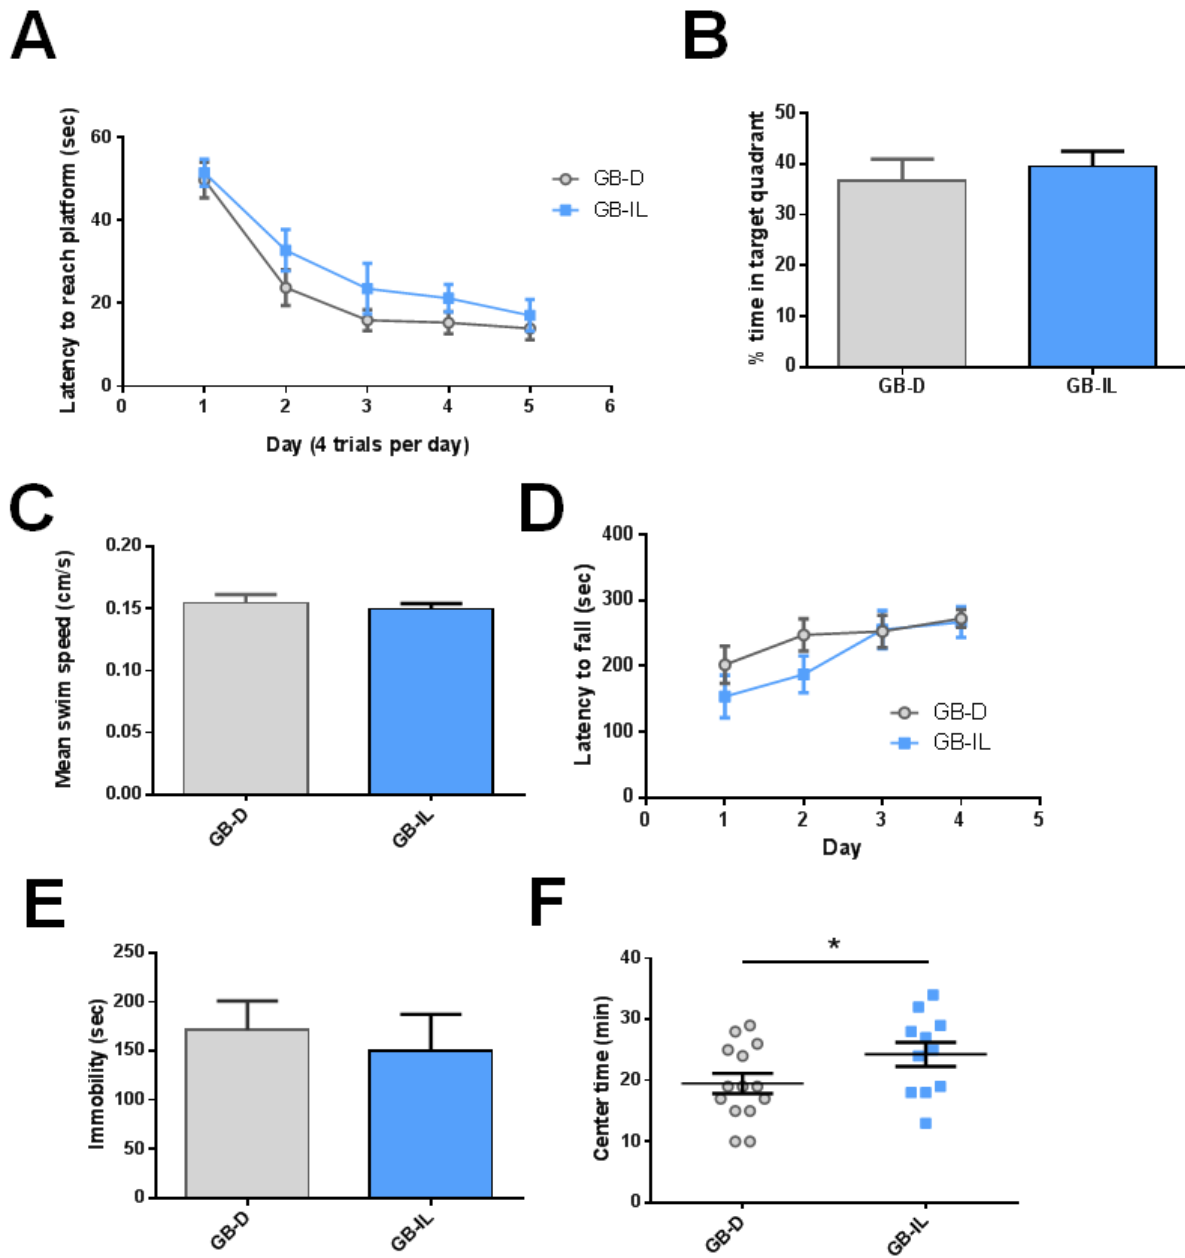 A
Latency to reach platform (sec)
60
40
20
0
0 1 2 3 4 5 6
Day (4 trials per day)
GB-D
GB-IL
B
% time in target quadrant
50
40
30
20
10
0
GB-D GB-IL
C
Mean swim speed (cm/s)
0.20
0.15
0.10
0.05
0.00
GB-D GB-IL
D
Latency to fall (sec)
400
300
200
100
0
0 1 2 3 4 5
Day
GB-D
GB-IL
E
Immobility (sec)
250
200
150
100
50
0
GB-D GB-IL
F
Center time (min)
40
30
20
10
0
*
GB-D GB-IL